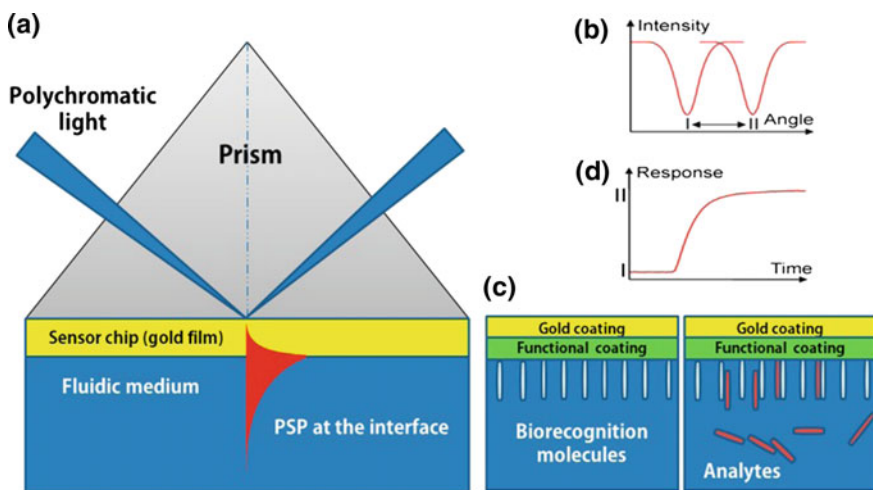 (a)
Polychromatic
light
Prism
Sensor chip (gold film)
Fluidic medium
PSP at the interface
(b)
Intensity
I
II
Angle
(d)
Response
II
I
Time
(c)
Gold coating
Functional coating
Biorecognition
molecules
Gold coating
Functional coating
Analytes